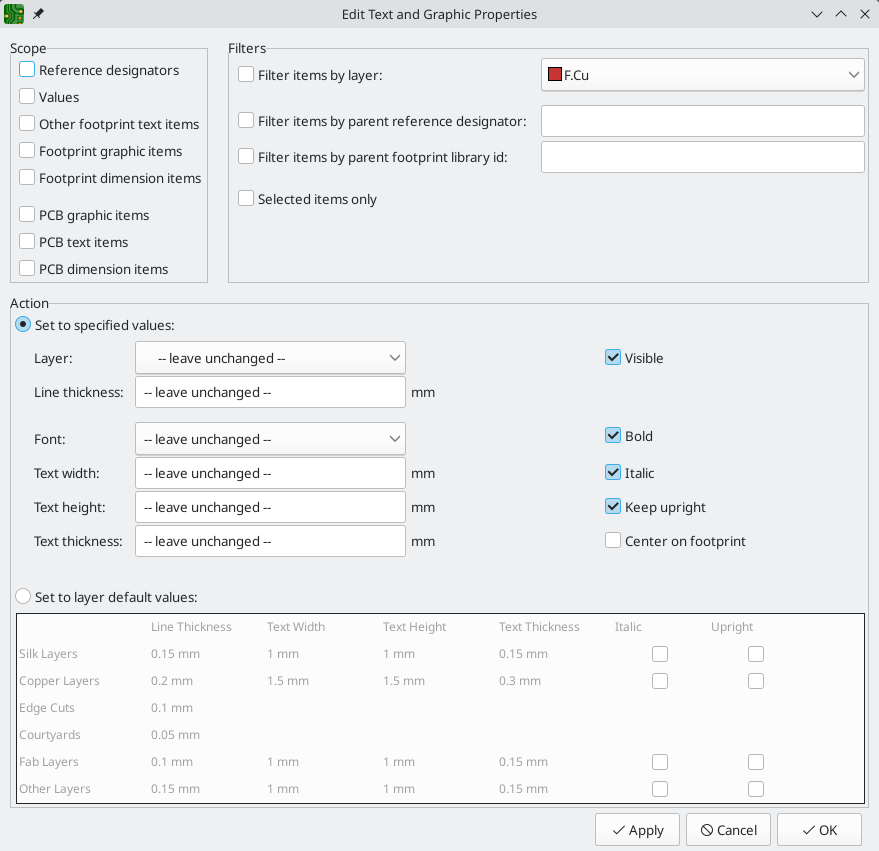 Edit Text and Graphic Properties
Scope
Reference designators
Values
Other footprint text items
Footprint graphic items
Footprint dimension items
PCB graphic items
PCB text items
PCB dimension items
Filters
Filter items by layer:
F.Cu
Filter items by parent reference designator:
Filter items by parent footprint library id:
Selected items only
Action
Set to specified values:
Layer: -- leave unchanged -- Visible
Line thickness: -- leave unchanged -- mm
Font: -- leave unchanged -- Bold
Text width: -- leave unchanged -- mm Italic
Text height: -- leave unchanged -- mm Keep upright
Text thickness: -- leave unchanged -- mm Center on footprint
Set to layer default values:
Line Thickness Text Width Text Height Text Thickness Italic Upright
Silk Layers 0.15 mm 1 mm 1 mm 0.15 mm
Copper Layers 0.2 mm 1.5 mm 1.5 mm 0.3 mm
Edge Cuts 0.1 mm
Courtyards 0.05 mm
Fab Layers 0.1 mm 1 mm 1 mm 0.15 mm
Other Layers 0.15 mm 1 mm 1 mm 0.15 mm
Apply Cancel OK